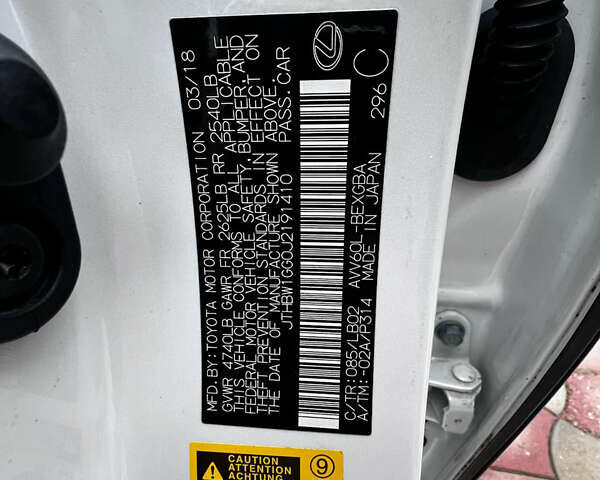 MFD.BY:TOYOTA MOTOR CORPORATION 03/18
GVWR 4740LB GAWR FR 2625LB RR 2540LB
THIS VEHICLE CONFORMS TO ALL APPLICABLE
FEDERAL MOTOR VEHICLE SAFETY, BUMPER, AND
THEFT PREVENTION STANDARDS IN EFFECT ON
THE DATE OF MANUFACTURE SHOWN ABOVE.
JTHBW1GG0J2191410 PASS.CAR
C/TR:085/LB02 AVV60L-BEXGBA 296 C
A/TM:-02A/P314 MADE IN JAPAN
CAUTION
ATTENTION
ACHTUNG
9